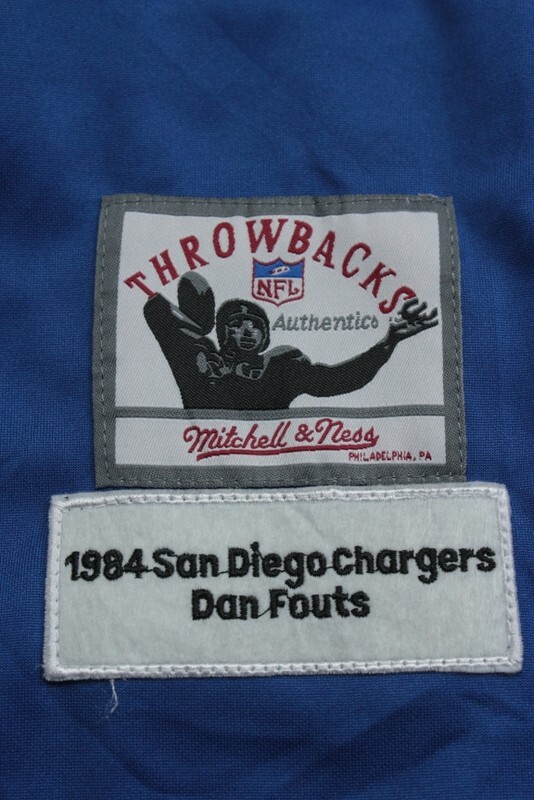 THROWBACKS
NFL
Authentics
Mitchell & Ness
PHILADELPHIA, PA
1984 San Diego Chargers
Dan Fouts